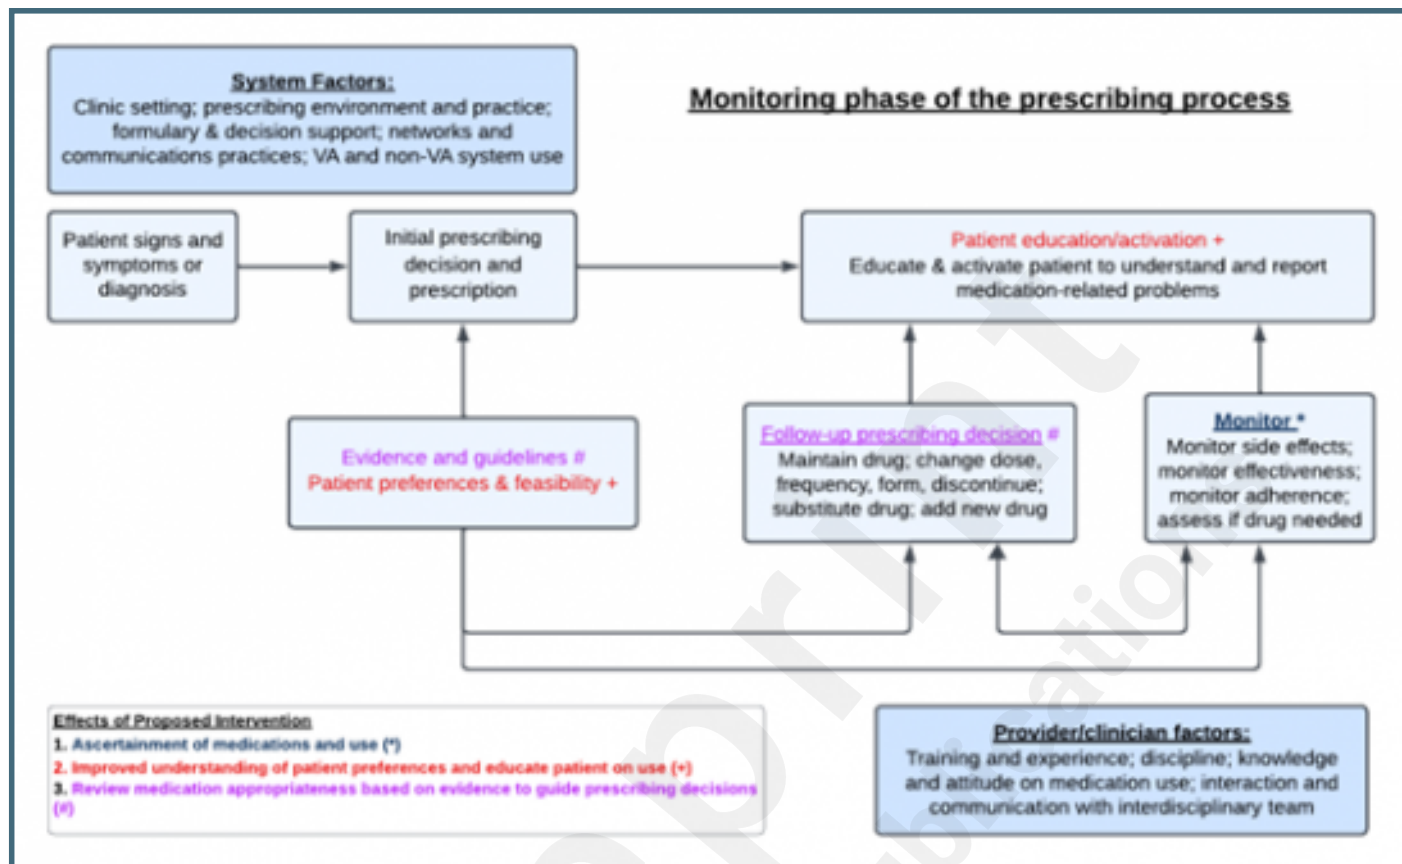 System Factors:
Clinic setting; prescribing environment and practice;
formulary & decision support; networks and
communications practices; VA and non-VA system use
Monitoring phase of the prescribing process
Patient signs and
symptoms or
diagnosis
Initial prescribing
decision and
prescription
Patient education/activation +
Educate & activate patient to understand and report
medication-related problems
Evidence and guidelines #
Patient preferences & feasibility +
Follow-up prescribing decision #
Maintain drug; change dose,
frequency, form, discontinue;
substitute drug; add new drug
Monitor *
Monitor side effects;
monitor effectiveness;
monitor adherence;
assess if drug needed
Effects of Proposed Intervention
1. Ascertainment of medications and use (*)
2. Improved understanding of patient preferences and educate patient on use (+)
3. Review medication appropriateness based on evidence to guide prescribing decisions
(#)
Provider/clinician factors:
Training and experience; discipline; knowledge
and attitude on medication use; interaction and
communication with interdisciplinary team